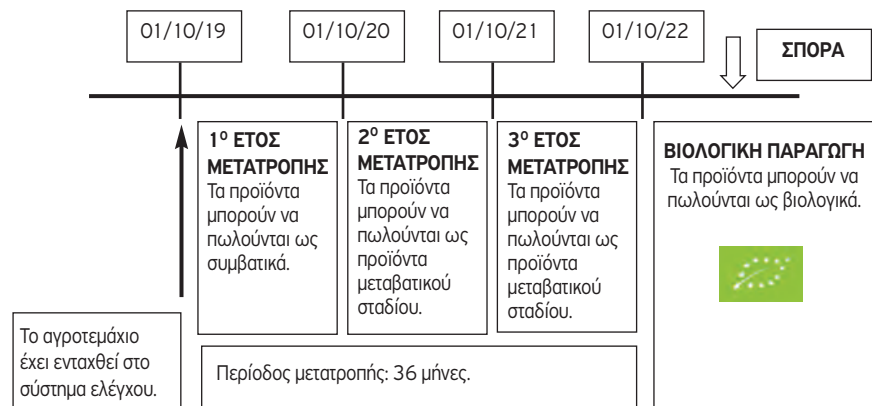 01/10/19
01/10/20
01/10/21
01/10/22
ΣΠΟΡΑ
1⁰ ΕΤΟΣ
ΜΕΤΑΤΡΟΠΗΣ
Τα προϊόντα
μπορούν να
πωλούνται ως
συμβατικά.
2⁰ ΕΤΟΣ
ΜΕΤΑΤΡΟΠΗΣ
Τα προϊόντα
μπορούν να
πωλούνται ως
προϊόντα
μεταβατικού
σταδίου.
3⁰ ΕΤΟΣ
ΜΕΤΑΤΡΟΠΗΣ
Τα προϊόντα
μπορούν να
πωλούνται ως
προϊόντα
μεταβατικού
σταδίου.
ΒΙΟΛΟΓΙΚΗ ΠΑΡΑΓΩΓΗ
Τα προϊόντα μπορούν να
πωλούνται ως βιολογικά.
Το αγροτεμάχιο
έχει ενταχθεί στο
σύστημα ελέγχου.
Περίοδος μετατροπής: 36 μήνες.